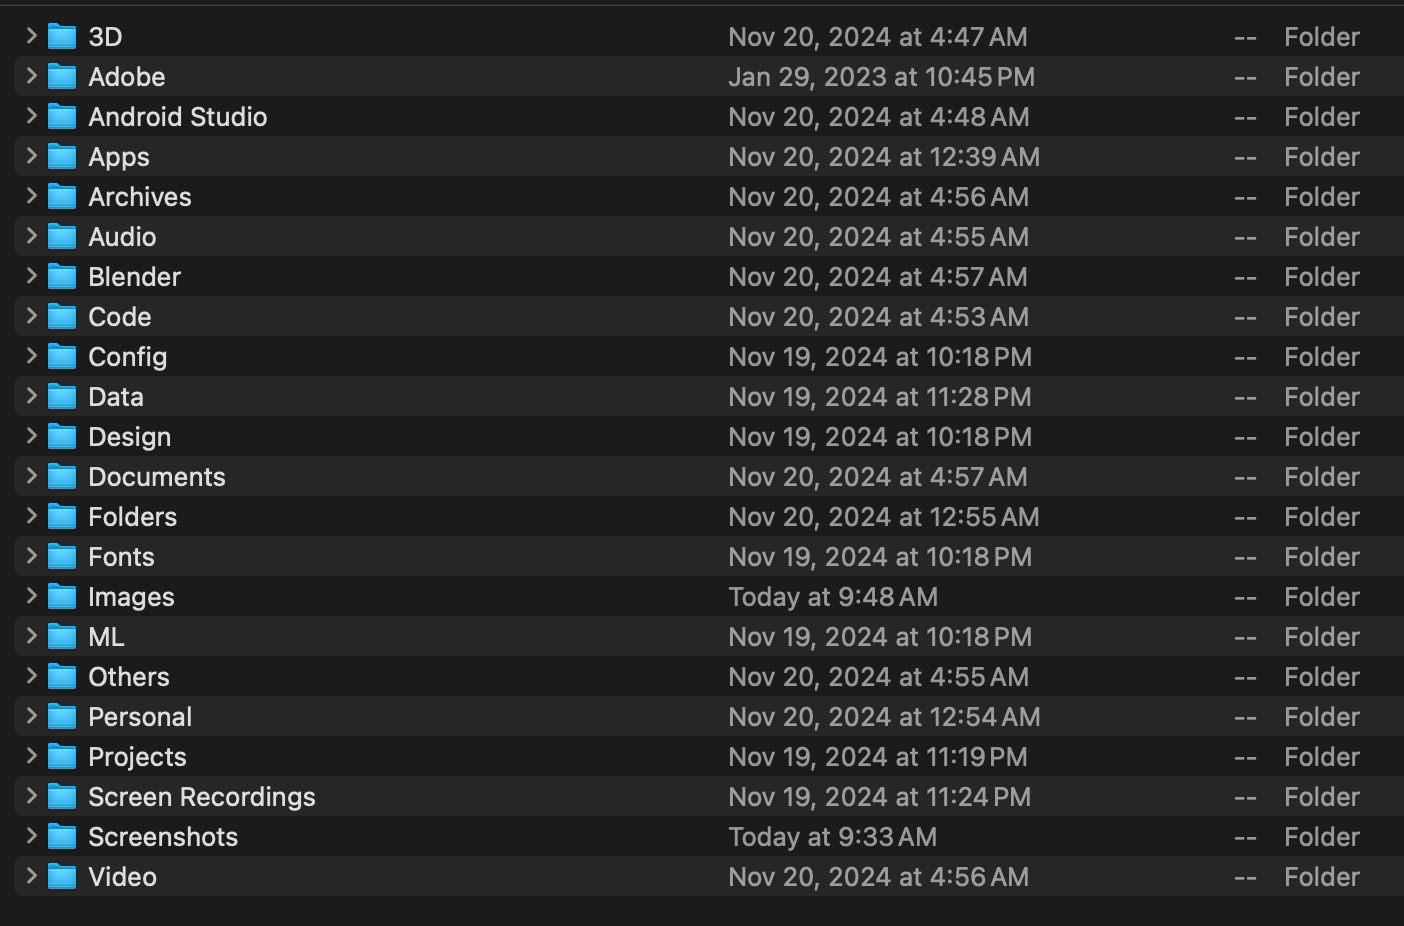 3D Nov 20, 2024 at 4:47 AM -- Folder
Adobe Jan 29, 2023 at 10:45 PM -- Folder
Android Studio Nov 20, 2024 at 4:48 AM -- Folder
Apps Nov 20, 2024 at 12:39 AM -- Folder
Archives Nov 20, 2024 at 4:56 AM -- Folder
Audio Nov 20, 2024 at 4:55 AM -- Folder
Blender Nov 20, 2024 at 4:57 AM -- Folder
Code Nov 20, 2024 at 4:53 AM -- Folder
Config Nov 19, 2024 at 10:18 PM -- Folder
Data Nov 19, 2024 at 11:28 PM -- Folder
Design Nov 19, 2024 at 10:18 PM -- Folder
Documents Nov 20, 2024 at 4:57 AM -- Folder
Folders Nov 20, 2024 at 12:55 AM -- Folder
Fonts Nov 19, 2024 at 10:18 PM -- Folder
Images Today at 9:48 AM -- Folder
ML Nov 19, 2024 at 10:18 PM -- Folder
Others Nov 20, 2024 at 4:55 AM -- Folder
Personal Nov 20, 2024 at 12:54 AM -- Folder
Projects Nov 19, 2024 at 11:19 PM -- Folder
Screen Recordings Nov 19, 2024 at 11:24 PM -- Folder
Screenshots Today at 9:33 AM -- Folder
Video Nov 20, 2024 at 4:56 AM -- Folder